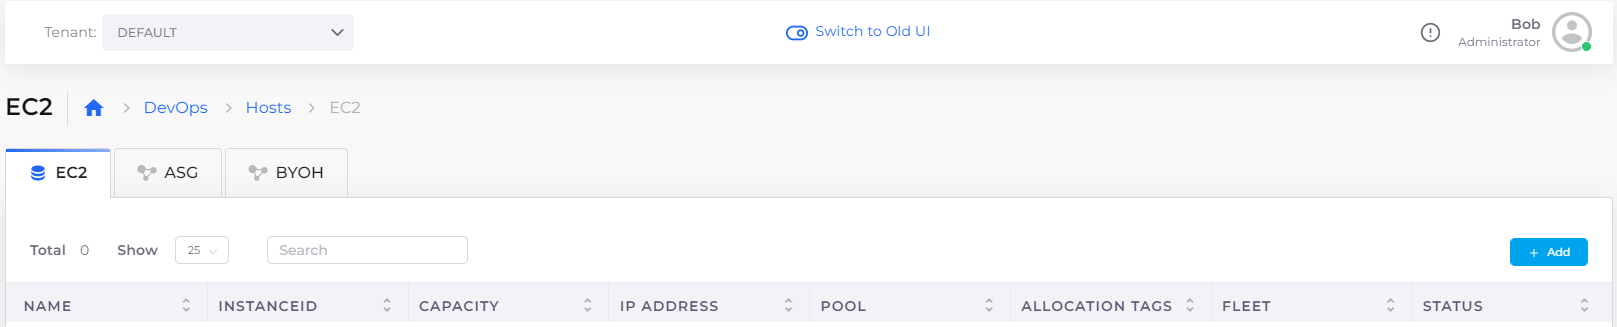 Tenant: DEFAULT Switch to Old UI Bob
Administrator
EC2 DevOps Hosts EC2
EC2 ASG BYOH
Total 0 Show 25 Search + Add
NAME INSTANCEID CAPACITY IP ADDRESS POOL ALLOCATION TAGS FLEET STATUS